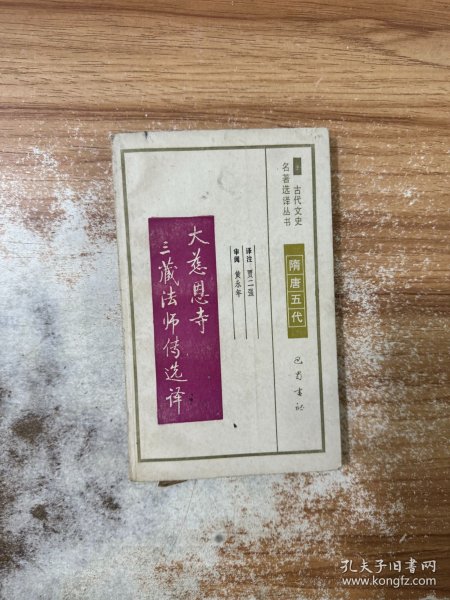 古代文史
名著选译丛书
隋唐五代
巴蜀书社
译注 贾二强
审阅 黄永年
大慈恩寺
三藏法师传选译
孔夫子旧书网
www.kongfz.com